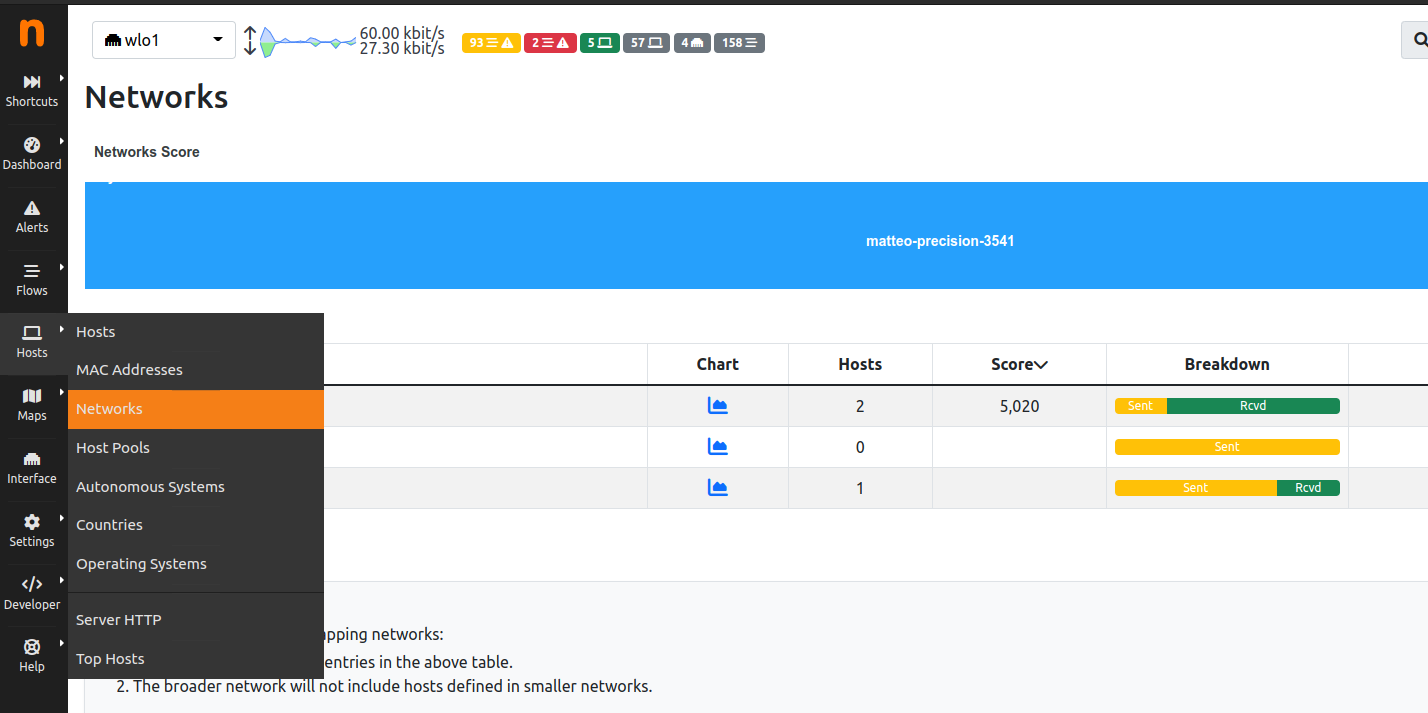 n
wlo1
60.00 kbit/s
27.30 kbit/s
93
2
5
57
4
158
Shortcuts
Dashboard
Alerts
Flows
Hosts
Maps
Interface
Settings
Developer
Help
Networks
Networks Score
matteo-precision-3541
Hosts
MAC Addresses
Networks
Host Pools
Autonomous Systems
Countries
Operating Systems
Server HTTP
Top Hosts
Chart Hosts Score Breakdown
2 5,020 Sent Rcvd
0 Sent
1 Sent Rcvd
networks:
entries in the above table.
2. The broader network will not include hosts defined in smaller networks.